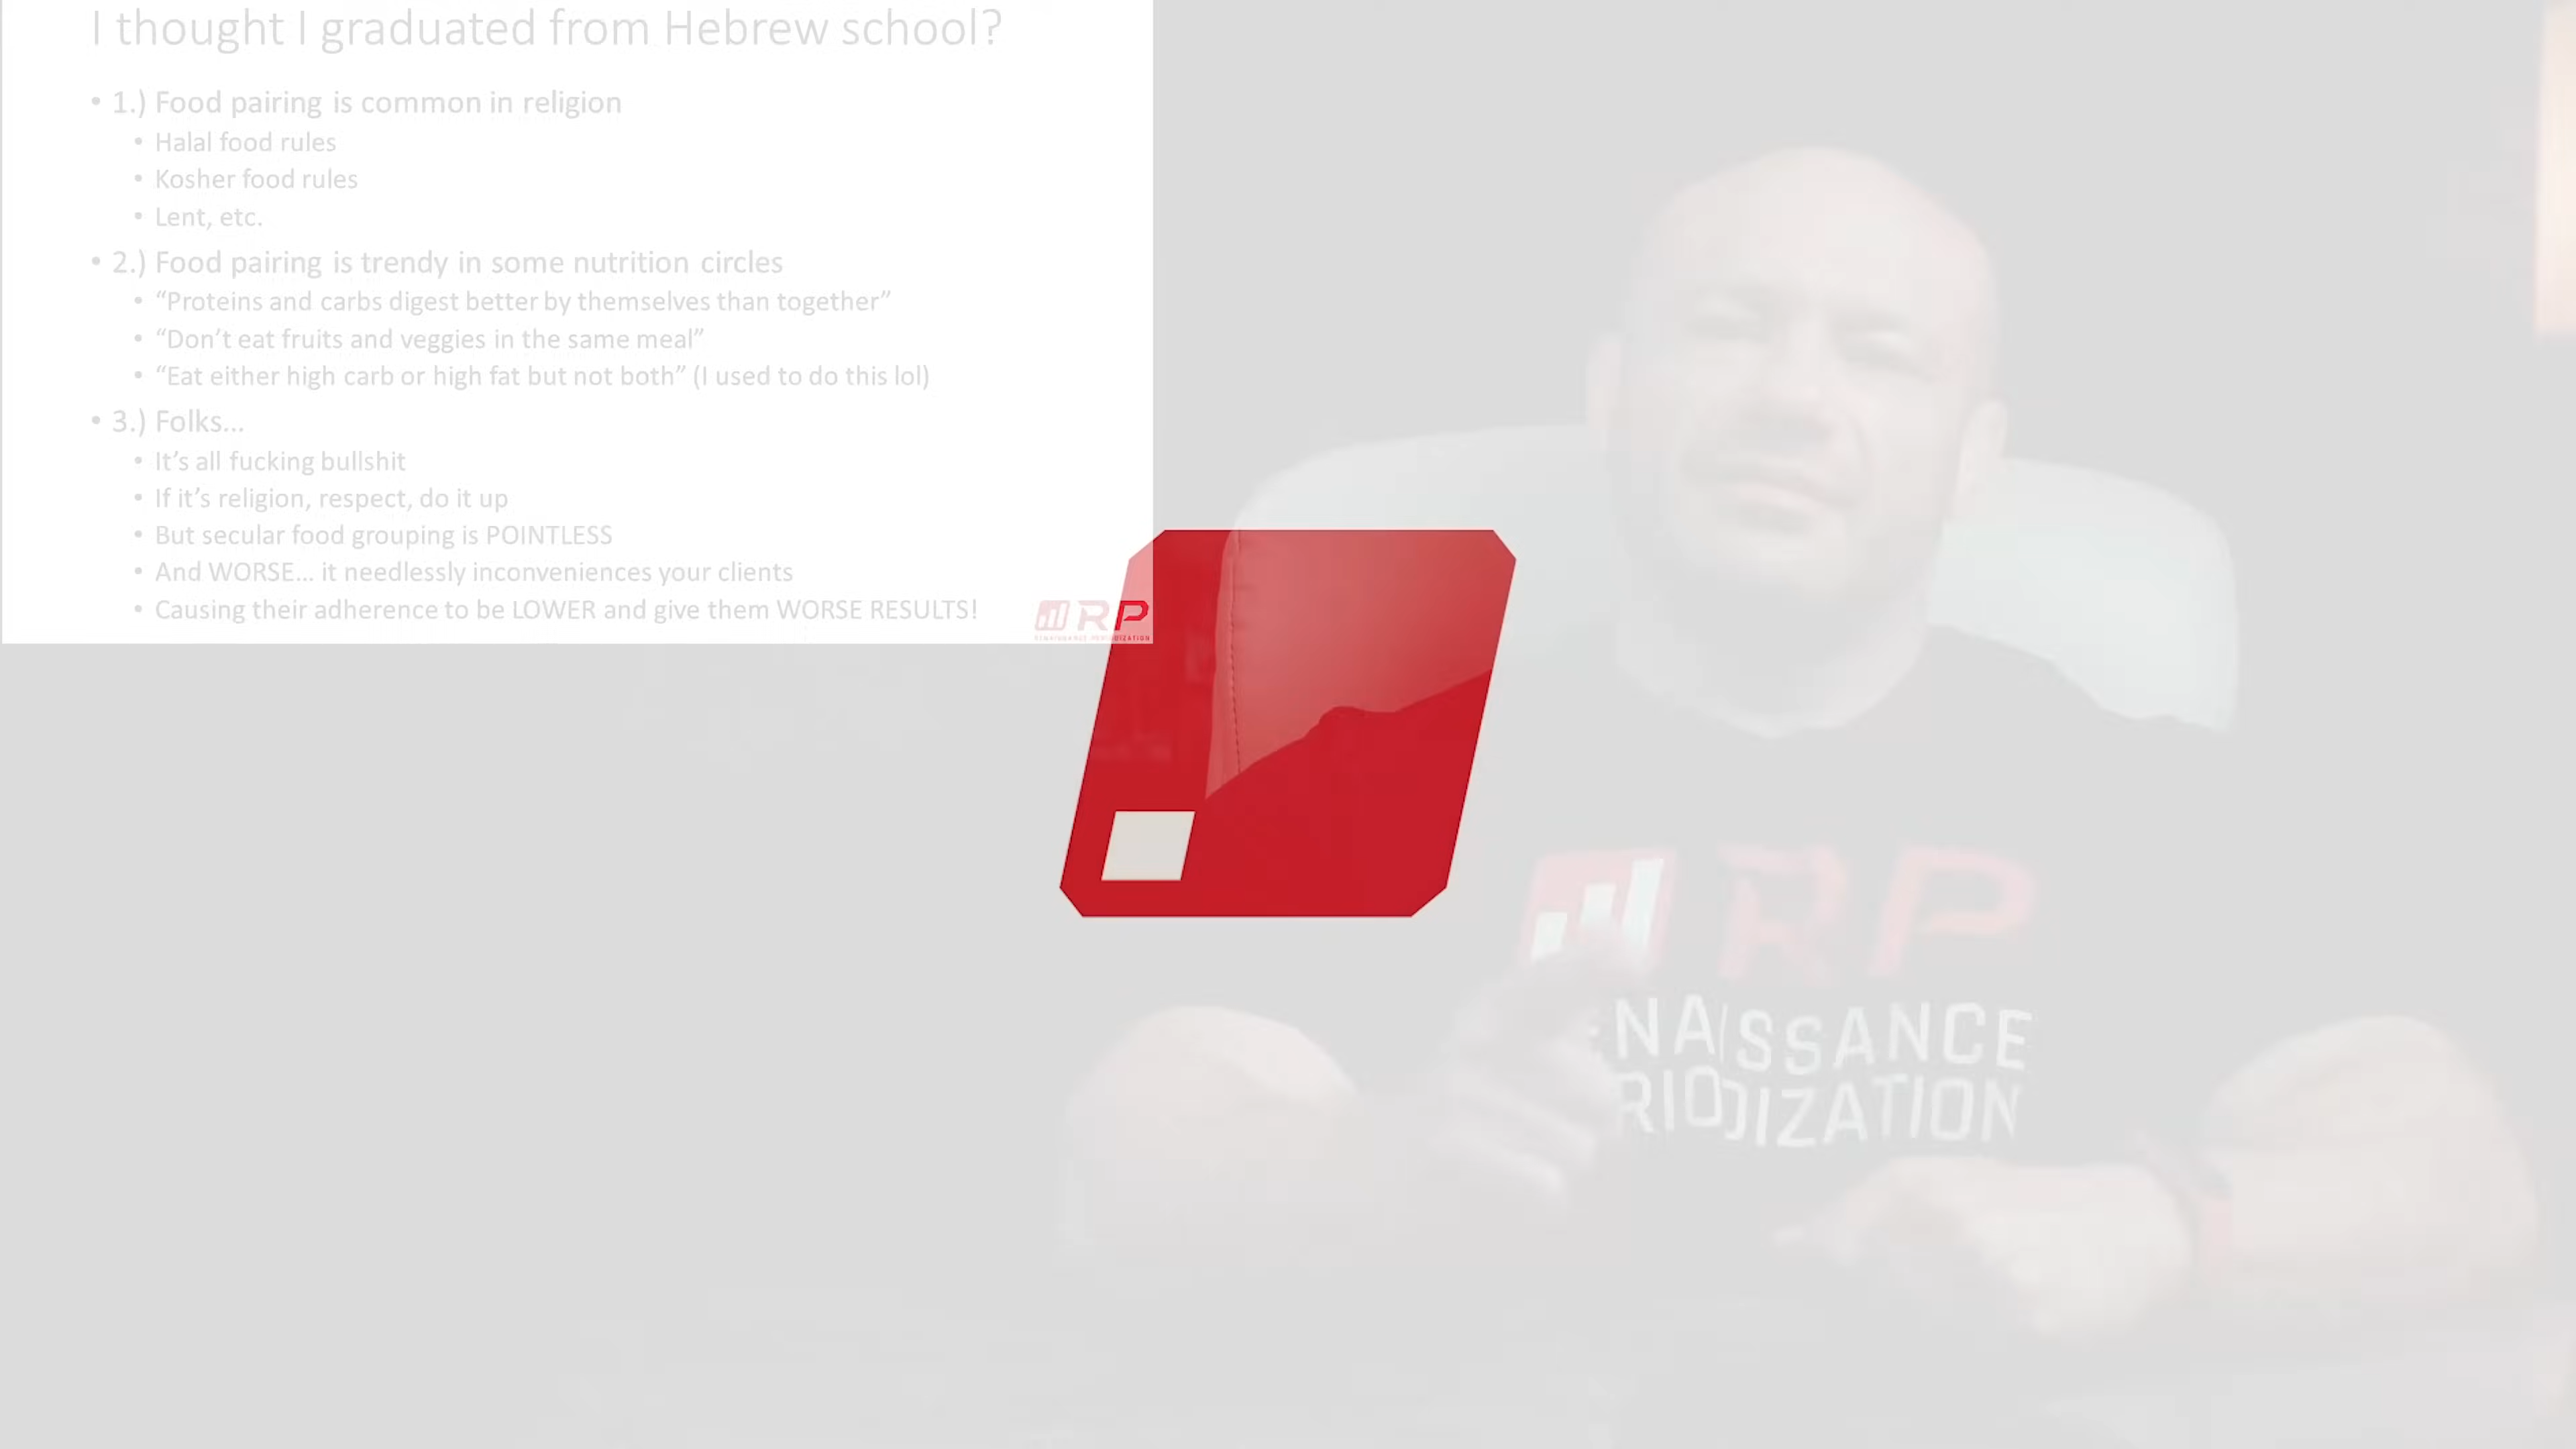 I thought I graduated from Hebrew school?
• 1.) Food pairing is common in religion
• Halal food rules
• Kosher food rules
• Lent, etc.
• 2.) Food pairing is trendy in some nutrition circles
• “Proteins and carbs digest better by themselves than together”
• “Don’t eat fruits and veggies in the same meal”
• “Eat either high carb or high fat but not both” (I used to do this lol)
• 3.) Folks...
• It’s all fucking bullshit
• If it’s religion, respect, do it up
• But secular food grouping is POINTLESS
• And WORSE... it needlessly inconveniences your clients
• Causing their adherence to be LOWER and give them WORSE RESULTS!
RP
RENAISSANCE PERIODIZATION
RP
NAISSANCE
RIODIZATION